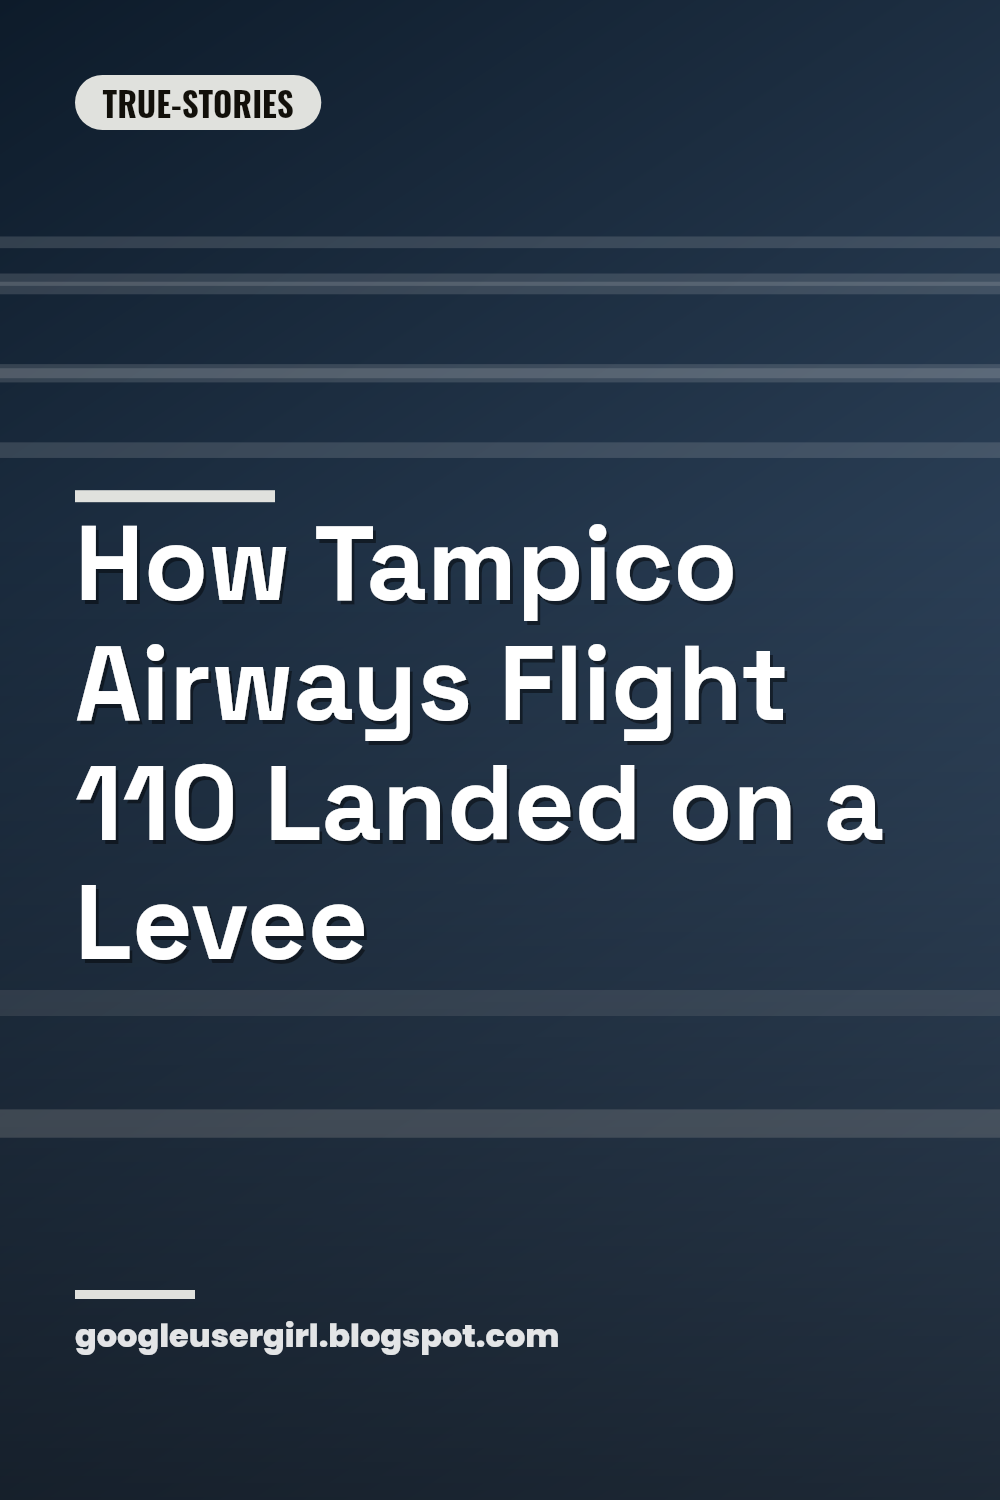 TRUE-STORIES
How Tampico
Airways Flight
110 Landed on a
Levee
googleusergirl.blogspot.com